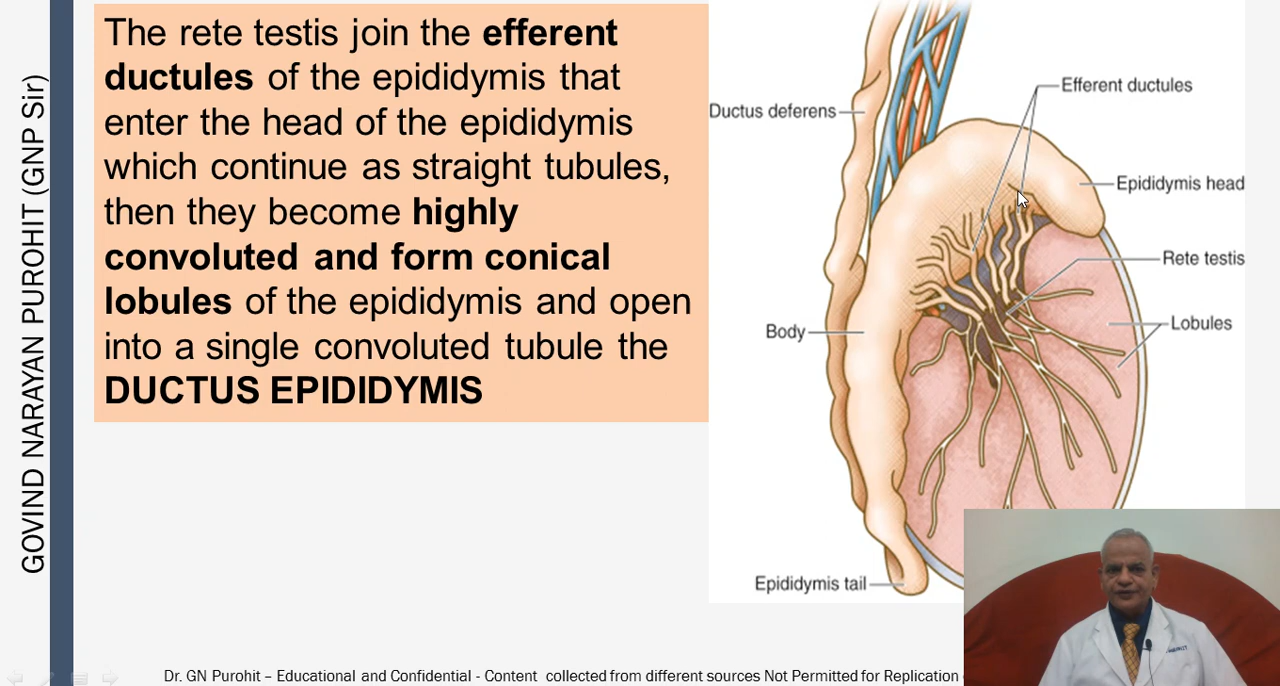 GOVIND NARAYAN PUROHIT (GNP Sir)
The rete testis join the efferent
ductules of the epididymis that
enter the head of the epididymis
which continue as straight tubules,
then they become highly
convoluted and form conical
lobules of the epididymis and open
into a single convoluted tubule the
DUCTUS EPIDIDYMIS
Efferent ductules
Ductus deferens
Epididymis head
Rete testis
Lobules
Body
Epididymis tail
Dr. GN Purohit – Educational and Confidential - Content collected from different sources Not Permitted for Replication